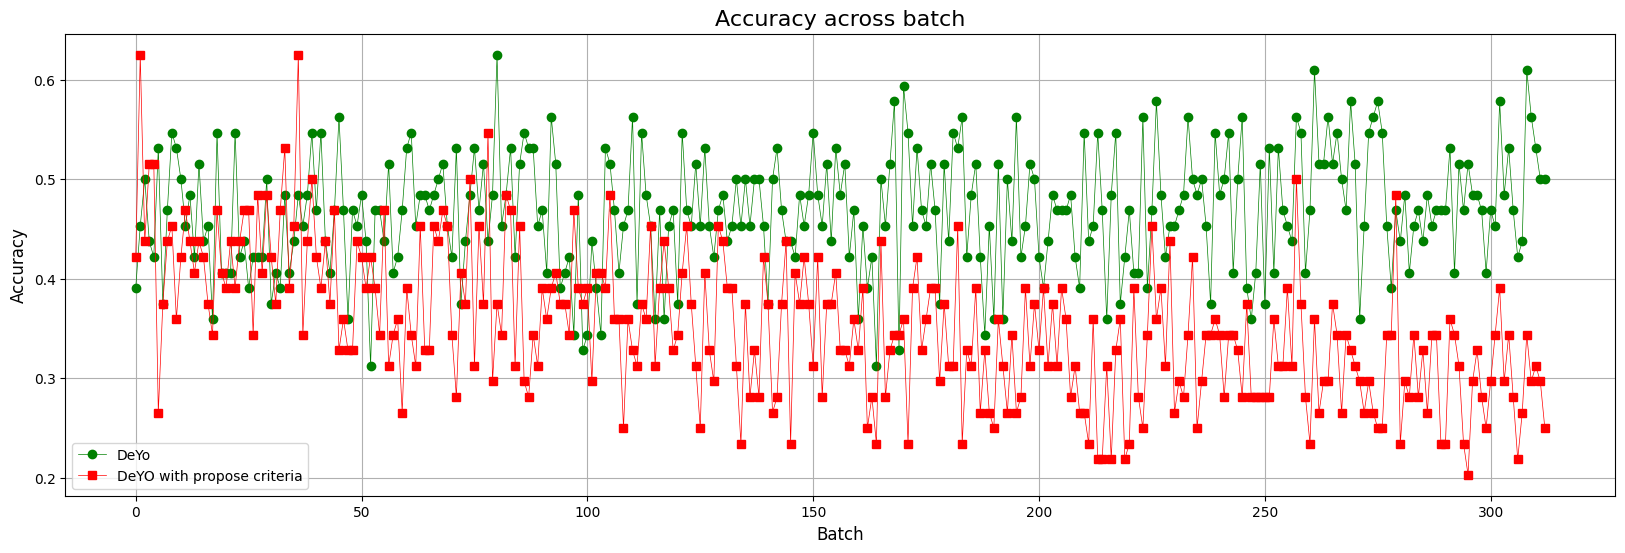 Accuracy across batch
Accuracy
0.6
0.5
0.4
0.3
0.2
DeYo
DeYO with propose criteria
0 50 100 150 200 250 300
Batch